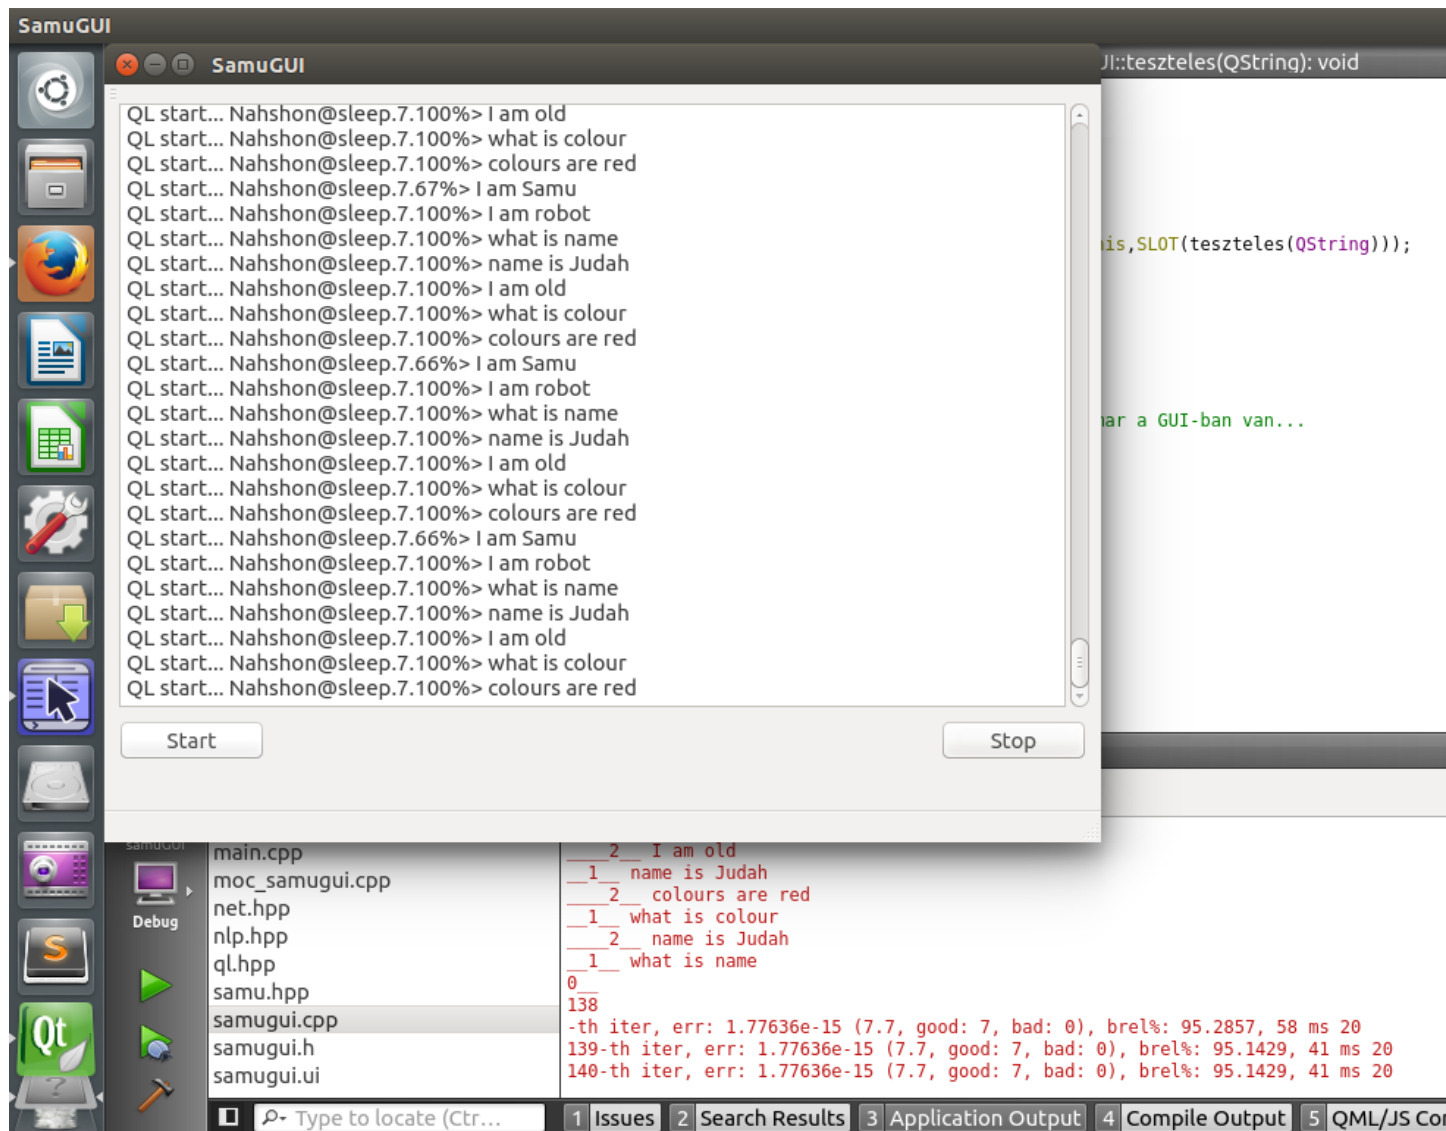 SamuGUI
SamuGUI
QL start... Nahshon@sleep.7.100%> I am old
QL start... Nahshon@sleep.7.100%> what is colour
QL start... Nahshon@sleep.7.100%> colours are red
QL start... Nahshon@sleep.7.67%> I am Samu
QL start... Nahshon@sleep.7.100%> I am robot
QL start... Nahshon@sleep.7.100%> what is name
QL start... Nahshon@sleep.7.100%> name is Judah
QL start... Nahshon@sleep.7.100%> I am old
QL start... Nahshon@sleep.7.100%> what is colour
QL start... Nahshon@sleep.7.100%> colours are red
QL start... Nahshon@sleep.7.66%> I am Samu
QL start... Nahshon@sleep.7.100%> I am robot
QL start... Nahshon@sleep.7.100%> what is name
QL start... Nahshon@sleep.7.100%> name is Judah
QL start... Nahshon@sleep.7.100%> I am old
QL start... Nahshon@sleep.7.100%> what is colour
QL start... Nahshon@sleep.7.100%> colours are red
QL start... Nahshon@sleep.7.66%> I am Samu
QL start... Nahshon@sleep.7.100%> I am robot
QL start... Nahshon@sleep.7.100%> what is name
QL start... Nahshon@sleep.7.100%> name is Judah
QL start... Nahshon@sleep.7.100%> I am old
QL start... Nahshon@sleep.7.100%> what is colour
QL start... Nahshon@sleep.7.100%> colours are red
Start
Stop
JI::teszteles(QString): void
is,SLOT(teszteles(QString)));
ar a GUI-ban van...
samuGUI
Debug
Qt
main.cpp
moc_samugui.cpp
net.hpp
nlp.hpp
ql.hpp
samu.hpp
samugui.cpp
samugui.h
samugui.ui
____2__ I am old
__1__ name is Judah
____2__ colours are red
__1__ what is colour
____2__ name is Judah
__1__ what is name
0__
138
-th iter, err: 1.77636e-15 (7.7, good: 7, bad: 0), brel%: 95.2857, 58 ms 20
139-th iter, err: 1.77636e-15 (7.7, good: 7, bad: 0), brel%: 95.1429, 41 ms 20
140-th iter, err: 1.77636e-15 (7.7, good: 7, bad: 0), brel%: 95.1429, 41 ms 20
Type to locate (Ctr...
1 Issues 2 Search Results 3 Application Output 4 Compile Output 5 QML/JS Co